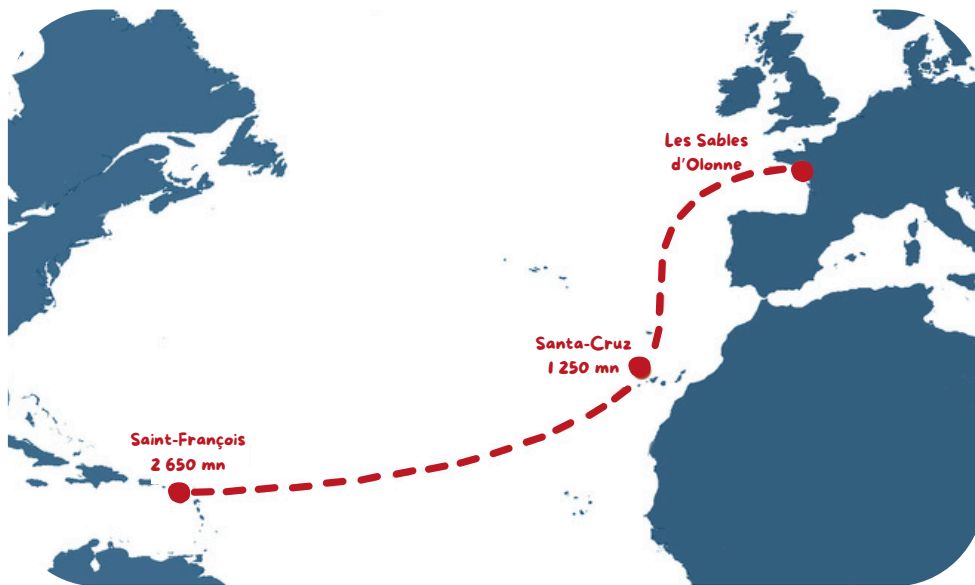 Les Sables
d'Olonne
Santa-Cruz
1 250 mn
Saint-François
2 650 mn